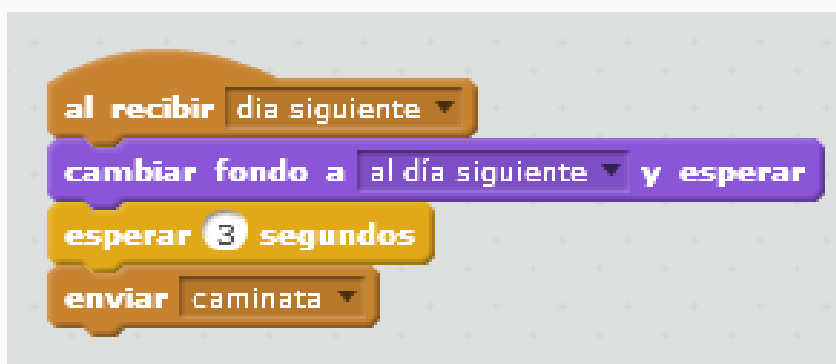 al recibir dia siguiente
cambiar fondo a al día siguiente y esperar
esperar 3 segundos
enviar caminata